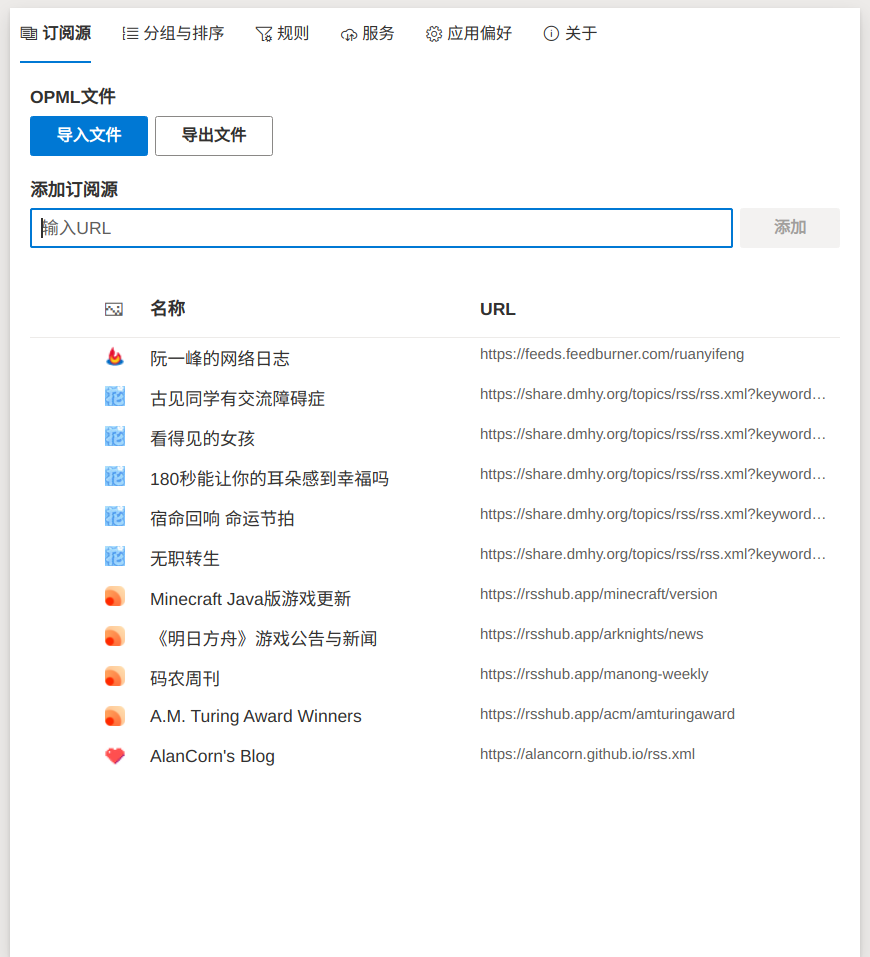 订阅源 分组与排序 规则 服务 应用偏好 关于
OPML文件
导入文件 导出文件
添加订阅源
输入URL 添加
名称 URL
阮一峰的网络日志 https://feeds.feedburner.com/ruanyifeng
古见同学有交流障碍症 https://share.dmhy.org/topics/rss/rss.xml?keyword…
看得见的女孩 https://share.dmhy.org/topics/rss/rss.xml?keyword…
180秒能让你的耳朵感到幸福吗 https://share.dmhy.org/topics/rss/rss.xml?keyword…
宿命回响 命运节拍 https://share.dmhy.org/topics/rss/rss.xml?keyword…
无职转生 https://share.dmhy.org/topics/rss/rss.xml?keyword…
Minecraft Java版游戏更新 https://rsshub.app/minecraft/version
《明日方舟》游戏公告与新闻 https://rsshub.app/arknights/news
码农周刊 https://rsshub.app/manong-weekly
A.M. Turing Award Winners https://rsshub.app/acm/amturingaward
AlanCorn's Blog https://alancorn.github.io/rss.xml